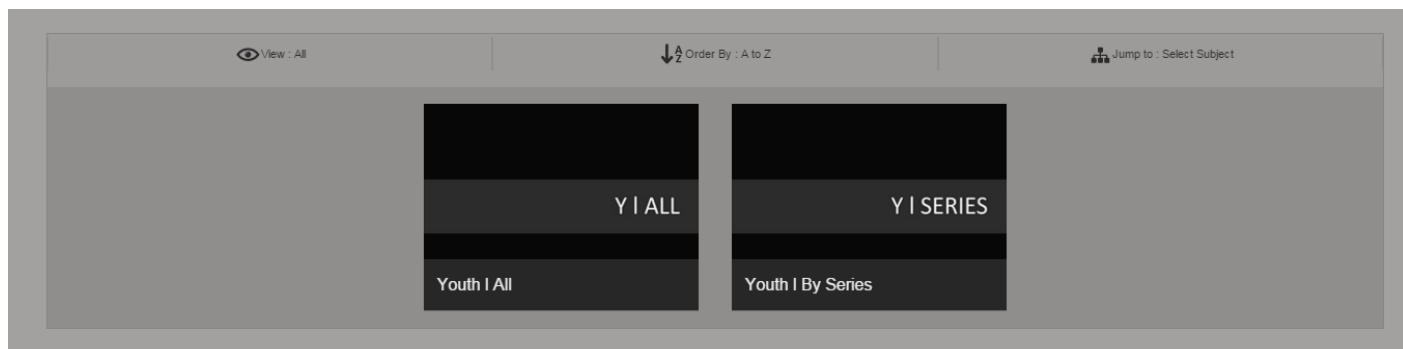 View : All
Order By : A to Z
Jump to : Select Subject
Y | ALL
Youth | All
Y | SERIES
Youth | By Series